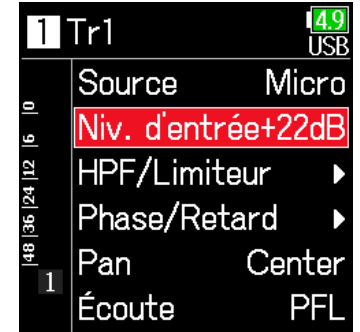 1 Tr1 4.9
USB
Source Micro
Niv. d'entrée+22dB
HPF/Limiteur
Phase/Retard
Pan Center
Écoute PFL
|48 |36 |24 |12 |6 |0
1